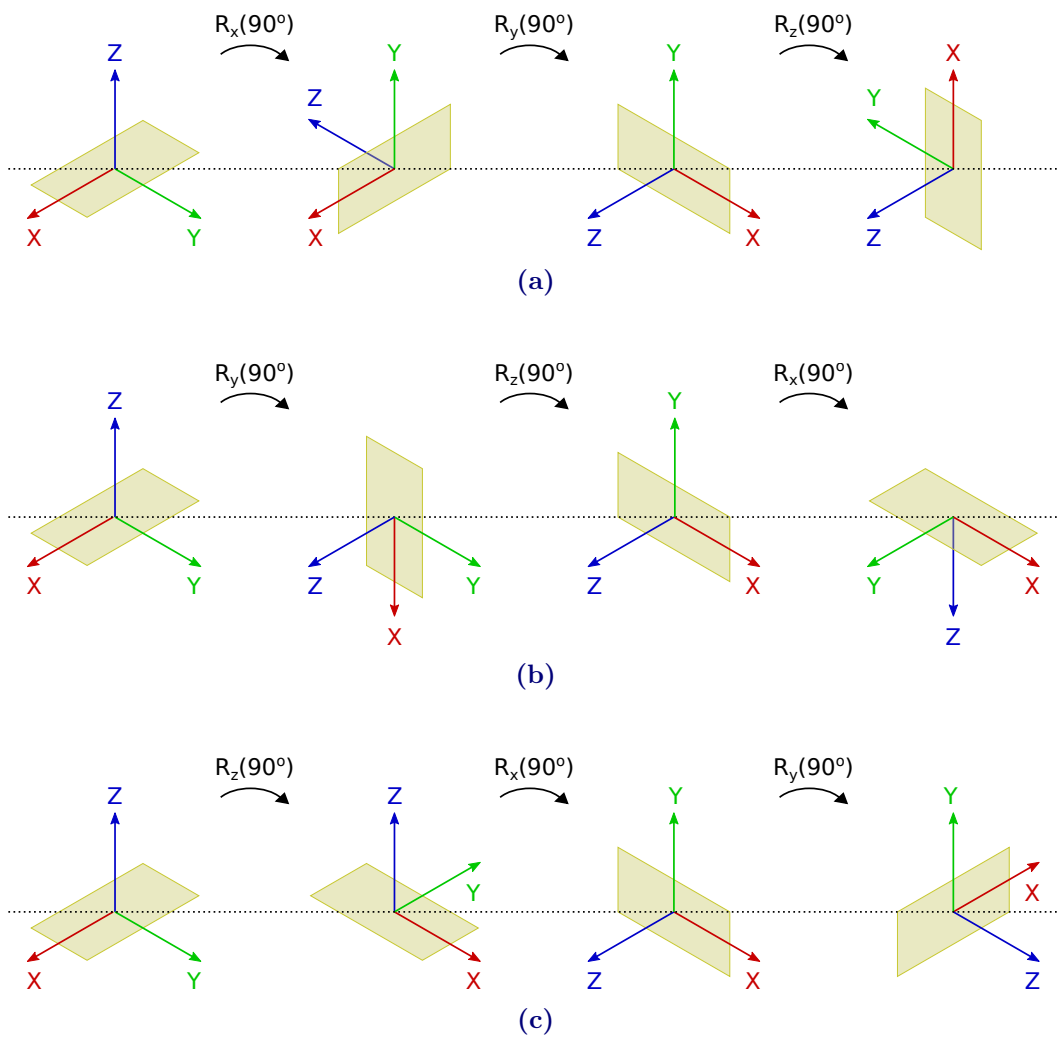 Rx(90º) Ry(90º) Rz(90º)
Z Y Y X
Z Y
X Y X Z X Z
(a)
Ry(90º) Rz(90º) Rx(90º)
Z Y
X Y Z Y Z X Y X
X Z
(b)
Rz(90º) Rx(90º) Ry(90º)
Z Z Y Y
Y X
X Y X Z X Z
(c)